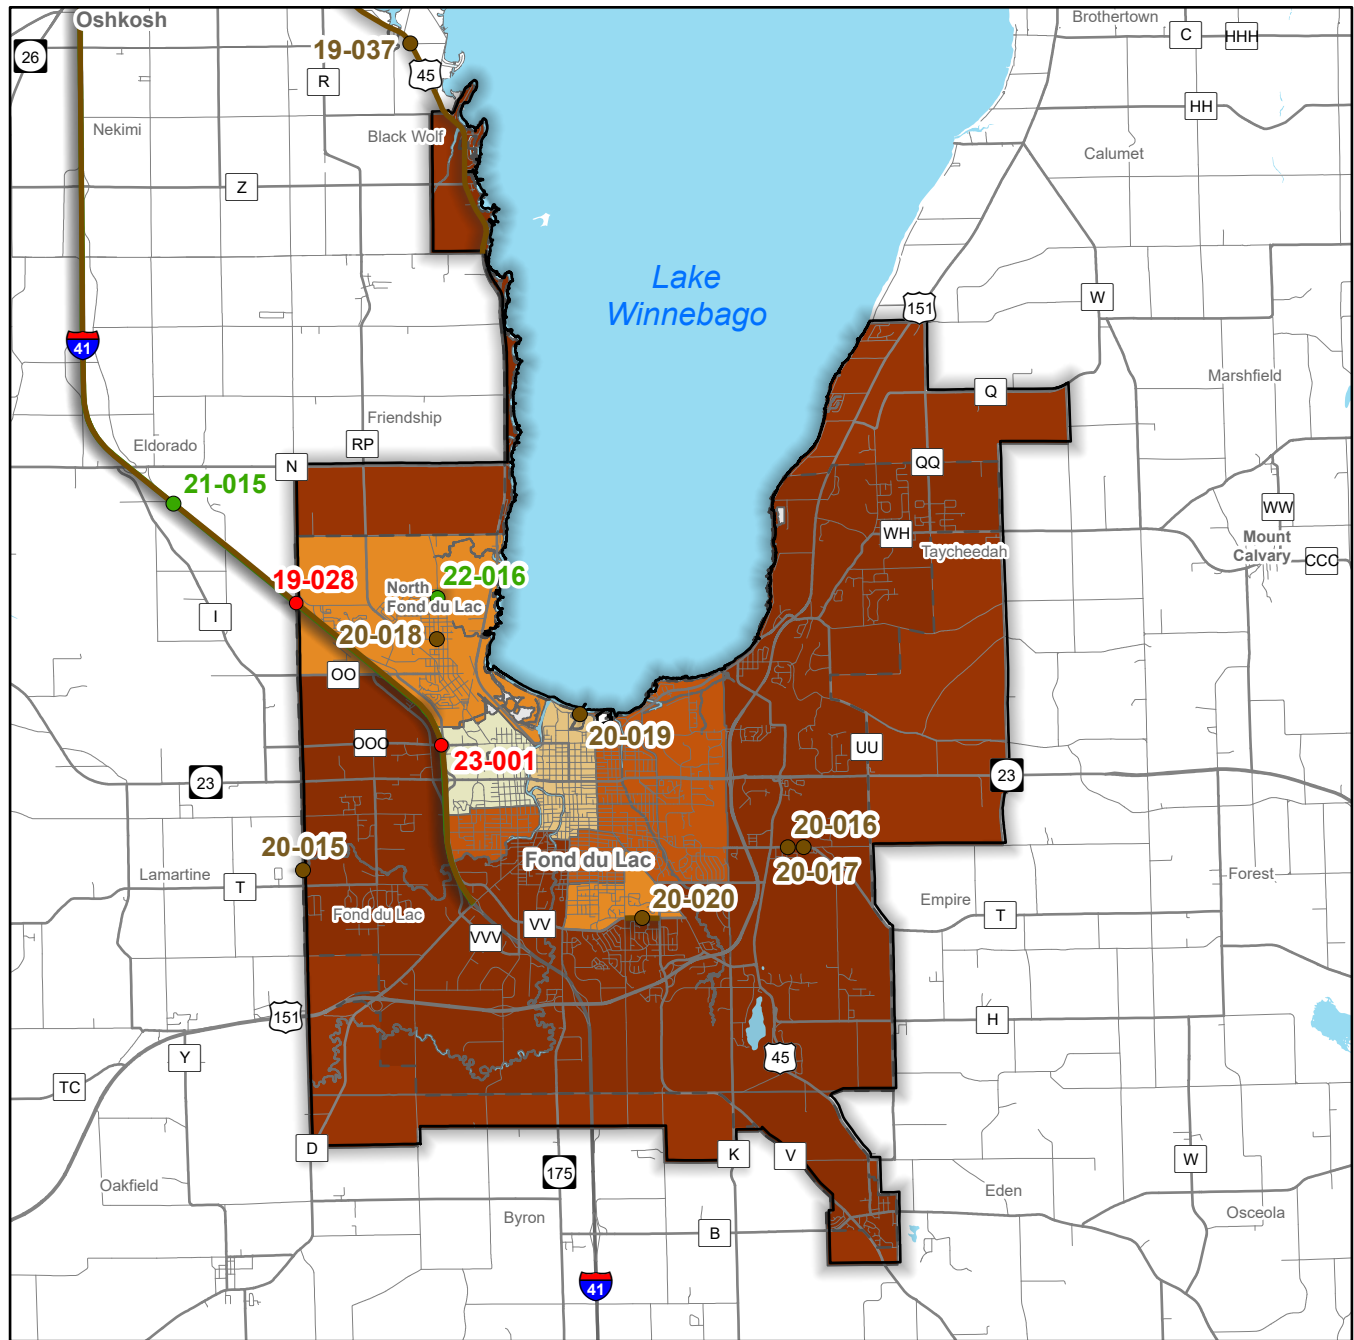 Oshkosh
Brothertown
C
HHH
19-037
26
45
R
HH
Nekimi
Black Wolf
Calumet
Z
Lake
Winnebago
W
151
41
Marshfield
Q
Friendship
RP
Eldorado
N
QQ
21-015
WW
WH
Mount
Calvary
Taycheedah
CCC
19-028
22-016
North
Fond du Lac
I
20-018
OO
20-019
OOO
UU
23-001
23
23
20-016
20-015
Fond du Lac
20-017
Lamartine
T
Forest
20-020
Empire
Fond du Lac
T
VV
VVV
151
H
Y
45
TC
D
K
V
W
175
Oakfield
Eden
Byron
Osceola
B
41